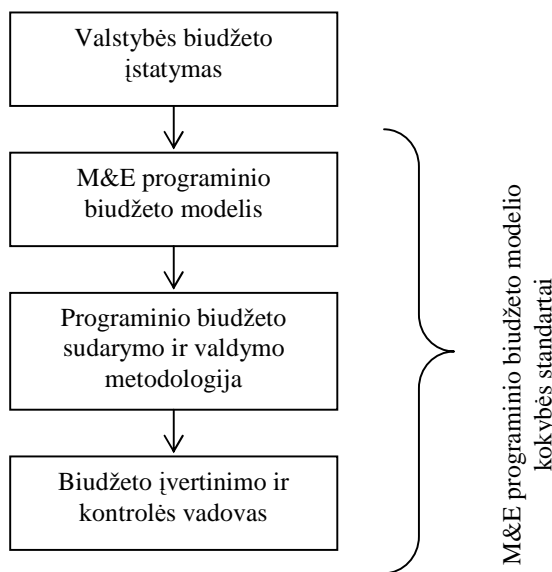 Valstybės biudžeto
įstatymas
M&E programinio
biudžeto modelis
Programinio biudžeto
sudarymo ir valdymo
metodologija
Biudžeto įvertinimo ir
kontrolės vadovas
M&E programinio biudžeto modelio
kokybės standartai